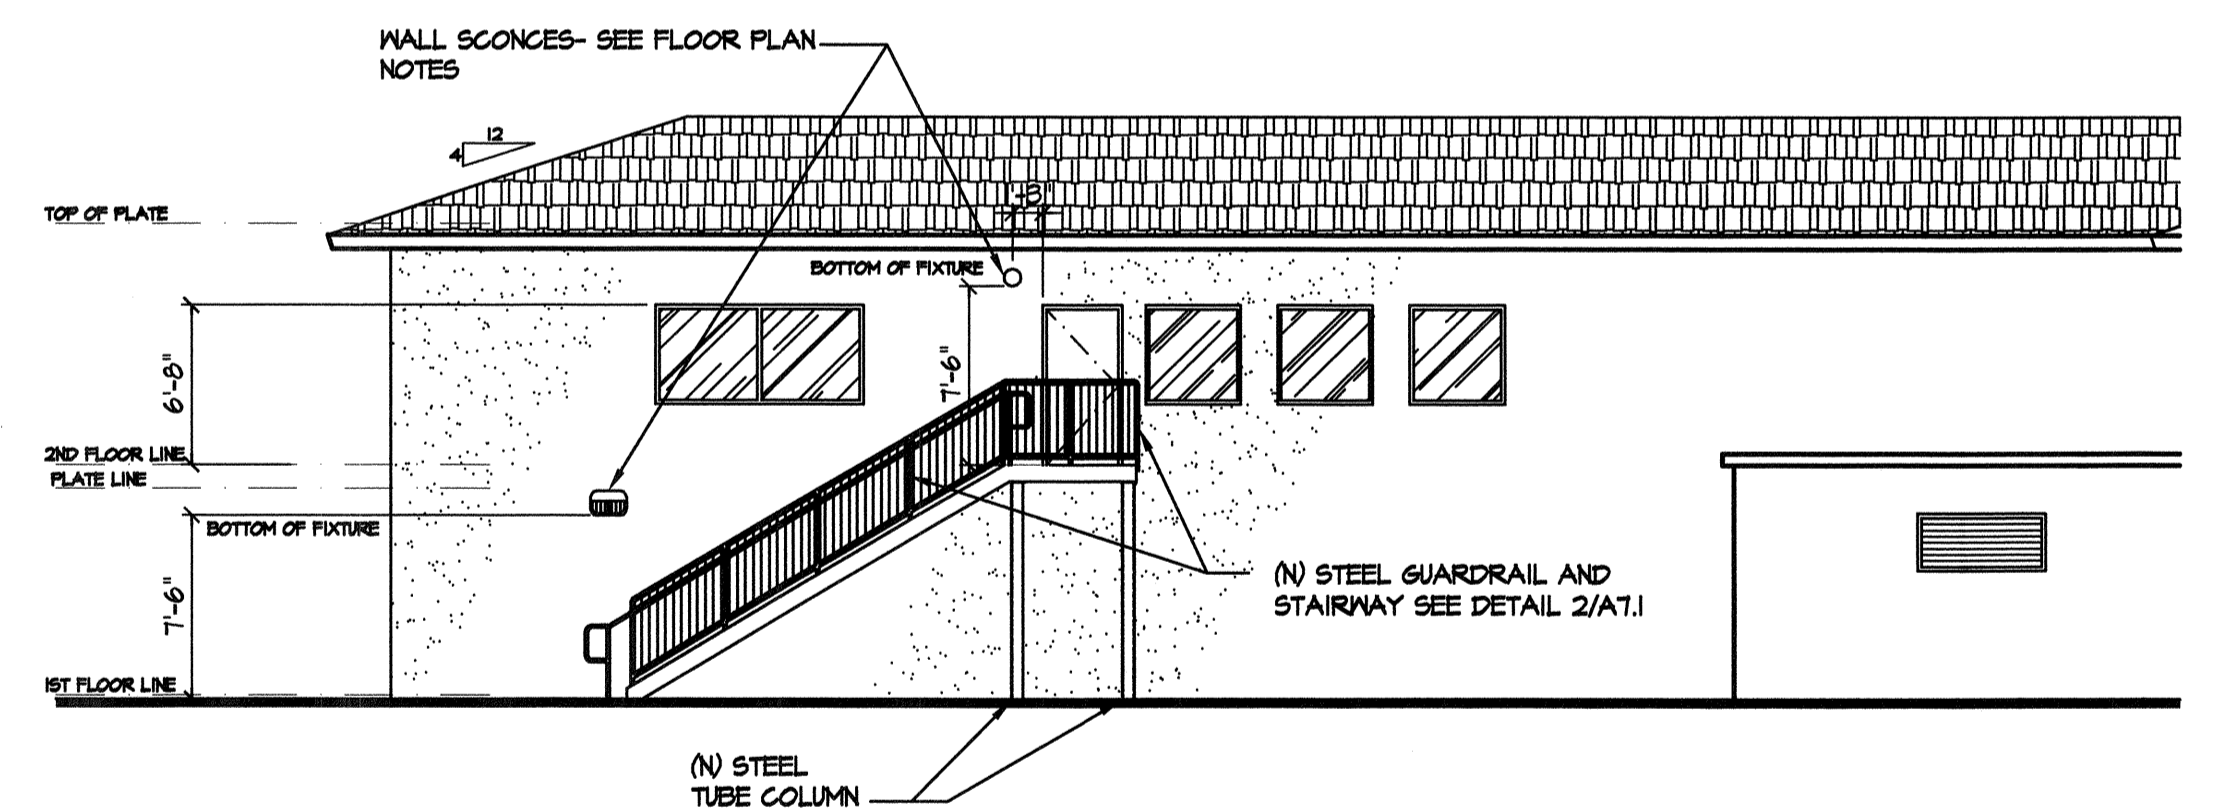 WALL SCONCES- SEE FLOOR PLAN
NOTES
12
4
TOP OF PLATE
1'-3"
BOTTOM OF FIXTURE
6'-8"
7'-6"
2ND FLOOR LINE
PLATE LINE
BOTTOM OF FIXTURE
7'-6"
(N) STEEL GUARDRAIL AND
STAIRWAY SEE DETAIL 2/A7.1
1ST FLOOR LINE
(N) STEEL
TUBE COLUMN